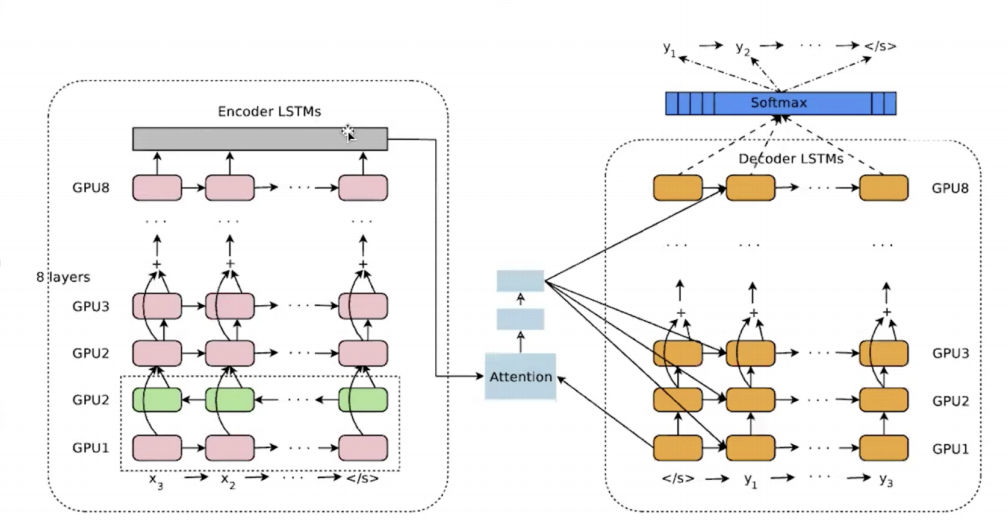 y1 y2 ... </s>
Softmax
Encoder LSTMs
Decoder LSTMs
GPU8
GPU8
...
...
8 layers
+ + +
GPU3
+ + +
GPU2
GPU3
Attention
GPU2
GPU2
GPU1
GPU1
x3 x2 ... </s>
</s> y1 ... y3